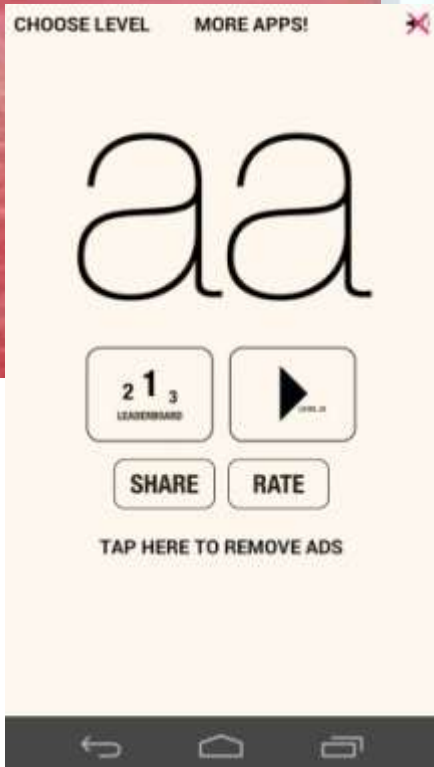 CHOOSE LEVEL MORE APPS!
aa
2 1 3
LEADERBOARD
SHARE RATE
TAP HERE TO REMOVE ADS